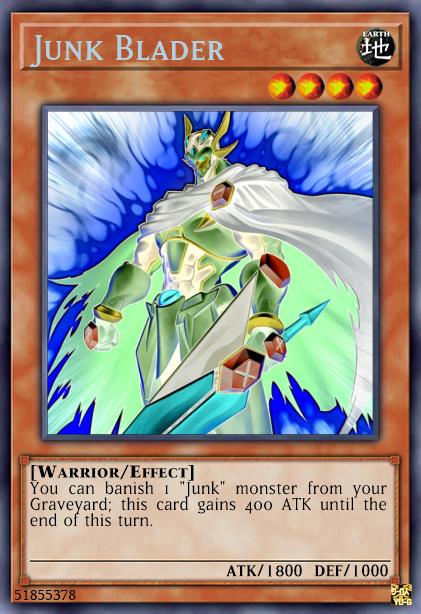 Junk Blader
EARTH
地
[Warrior/Effect]
You can banish 1 "Junk" monster from your
Graveyard; this card gains 400 ATK until the
end of this turn.
ATK/1800 DEF/1000
51855378